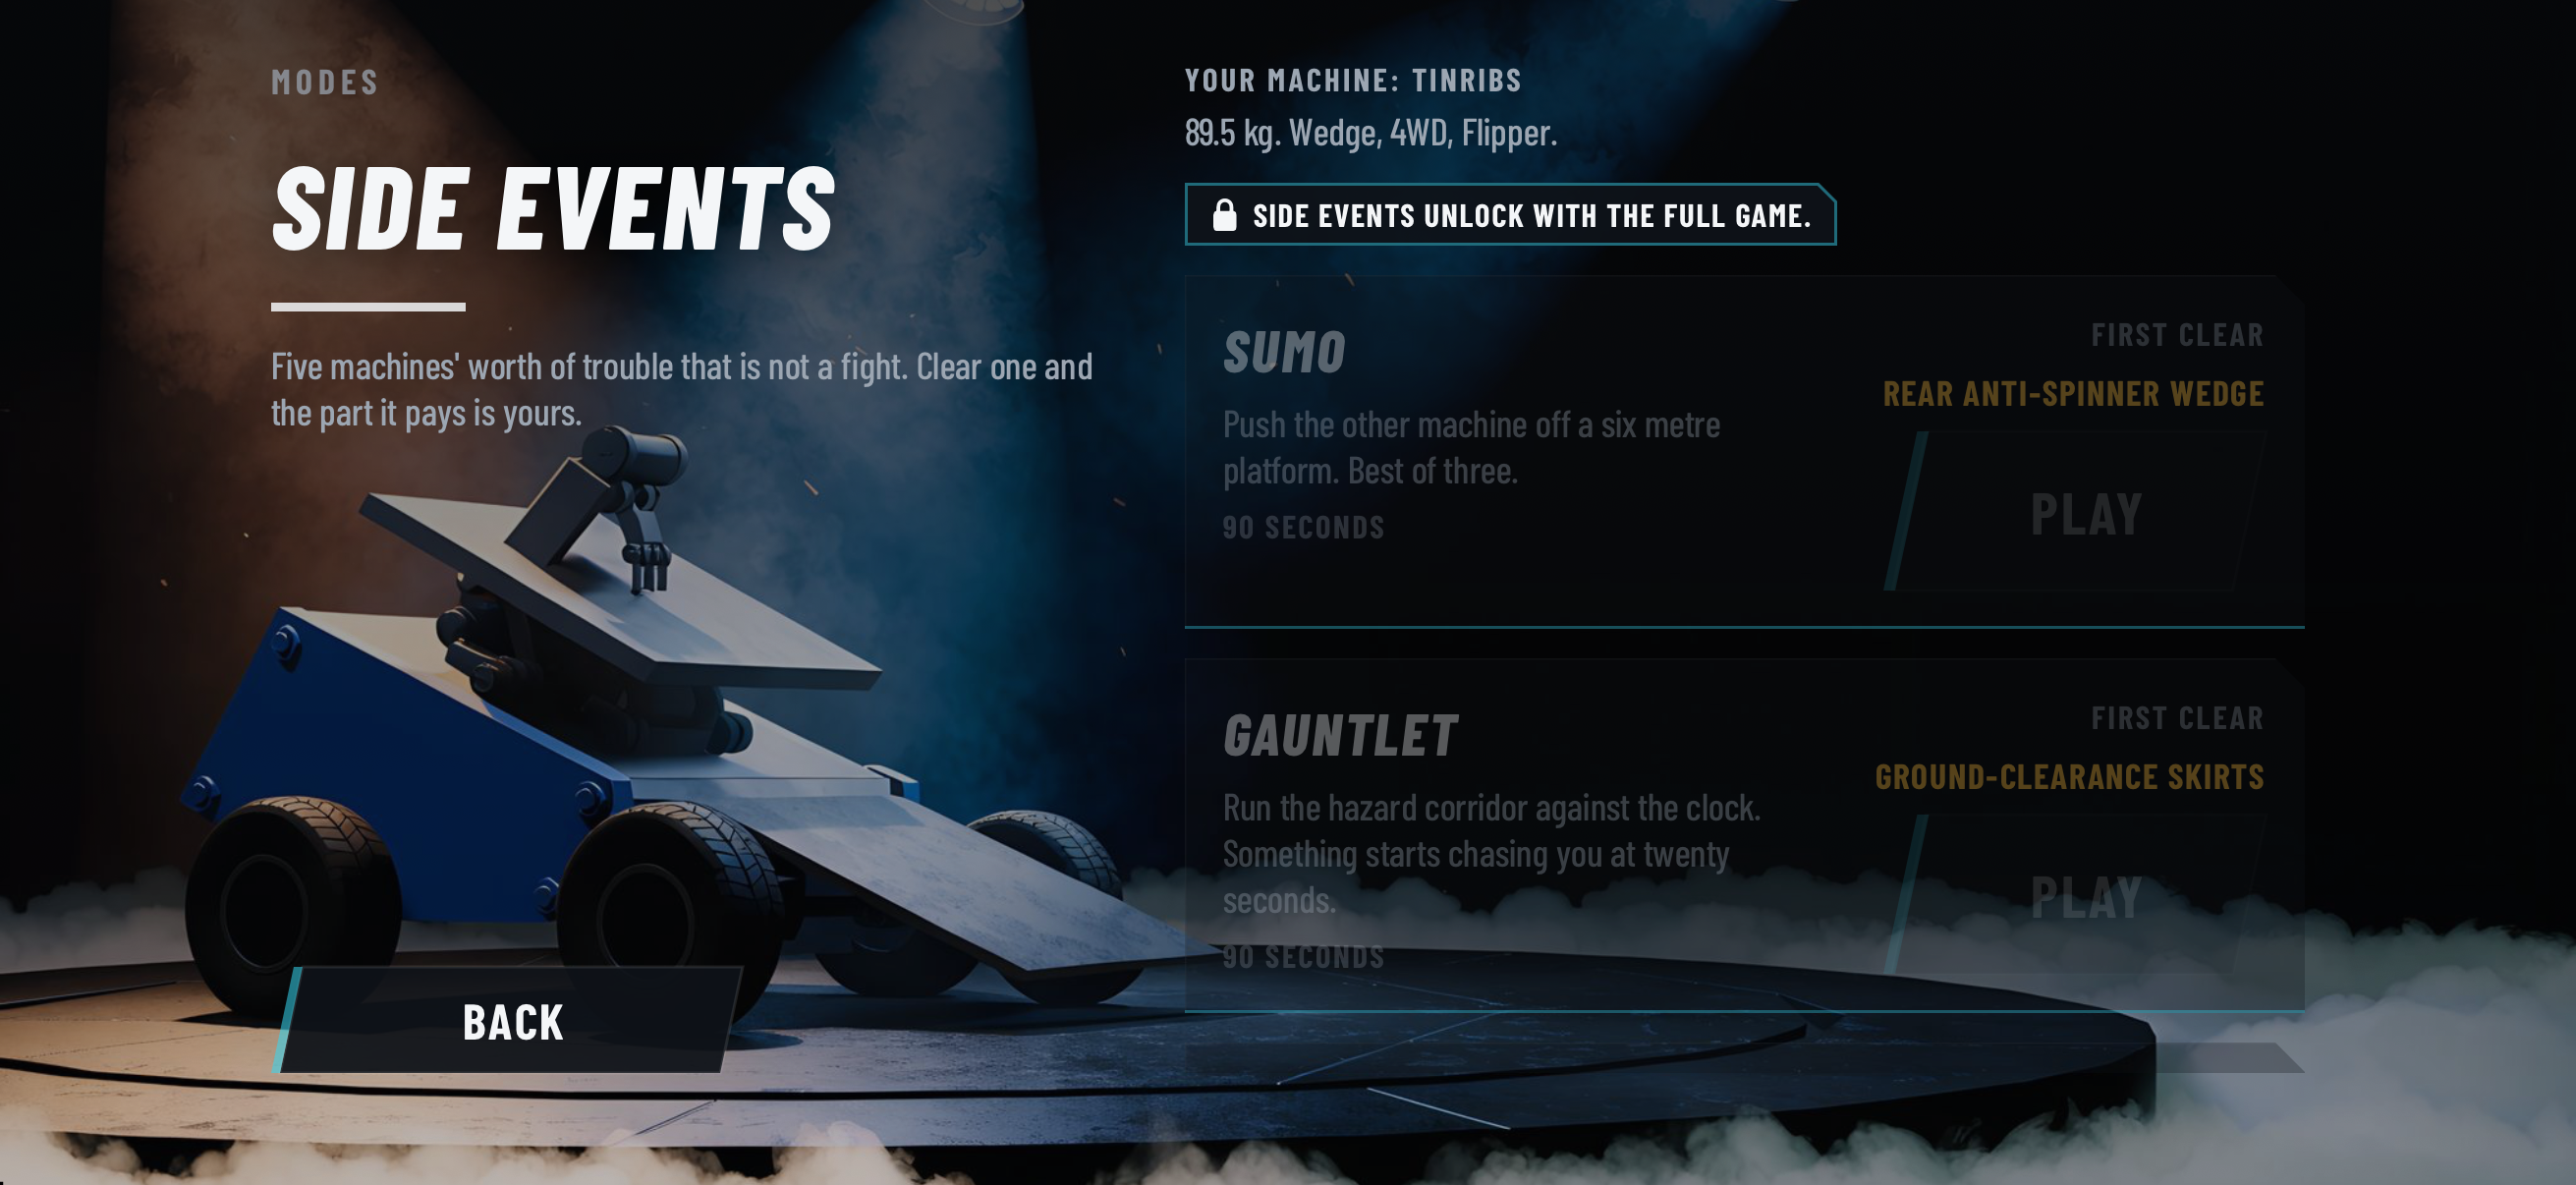 MODES
SIDE EVENTS
Five machines' worth of trouble that is not a fight. Clear one and
the part it pays is yours.
BACK
YOUR MACHINE: TINRIBS
89.5 kg. Wedge, 4WD, Flipper.
SIDE EVENTS UNLOCK WITH THE FULL GAME.
SUMO
Push the other machine off a six metre
platform. Best of three.
90 SECONDS
FIRST CLEAR
REAR ANTI-SPINNER WEDGE
PLAY
GAUNTLET
Run the hazard corridor against the clock.
Something starts chasing you at twenty
seconds.
90 SECONDS
FIRST CLEAR
GROUND-CLEARANCE SKIRTS
PLAY